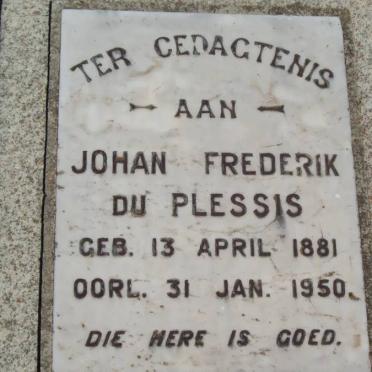 TER GEDAGTENIS
AAN
JOHAN FREDERIK
DU PLESSIS
GEB. 13 APRIL 1881
OORL. 31 JAN. 1950.
DIE HERE IS GOED.